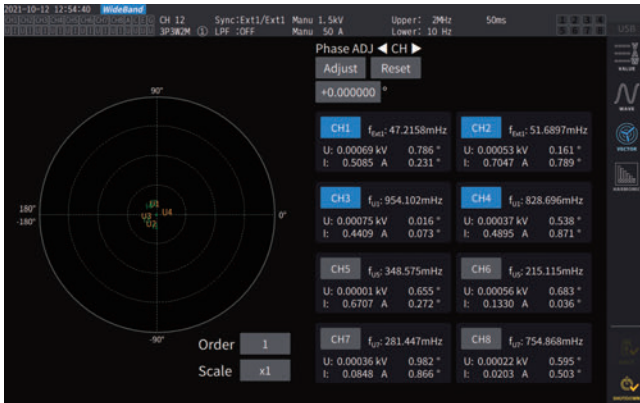 2021-10-12 12:54:40 WideBand
CH 12 Sync:Ext1/Ext1 Manu 1.5kV Upper: 2MHz 50ms
3P3W2M ① LPF :OFF Manu 50 A Lower: 10 Hz
USB
Phase ADJ ◀ CH ▶
Adjust Reset
+0.000000 °
VALUE
WAVE
VECTOR
HARMONIC
90°
180°
-180°
0°
-90°
U1
U3 U4
U2
CH1 fExt1: 47.2158mHz
U: 0.00069 kV 0.786 °
I: 0.5085 A 0.231 °
CH2 fExt1: 51.6897mHz
U: 0.00053 kV 0.161 °
I: 0.7047 A 0.789 °
CH3 fU3: 954.102mHz
U: 0.00075 kV 0.016 °
I: 0.4409 A 0.073 °
CH4 fU3: 828.696mHz
U: 0.00037 kV 0.538 °
I: 0.4895 A 0.871 °
CH5 fU5: 348.575mHz
U: 0.00001 kV 0.655 °
I: 0.6707 A 0.272 °
CH6 fU5: 215.115mHz
U: 0.00056 kV 0.683 °
I: 0.1330 A 0.036 °
CH7 fU7: 281.447mHz
U: 0.00036 kV 0.982 °
I: 0.0848 A 0.866 °
CH8 fU7: 754.868mHz
U: 0.00022 kV 0.595 °
I: 0.0203 A 0.503 °
Order 1
Scale x1
SHUTDOWN